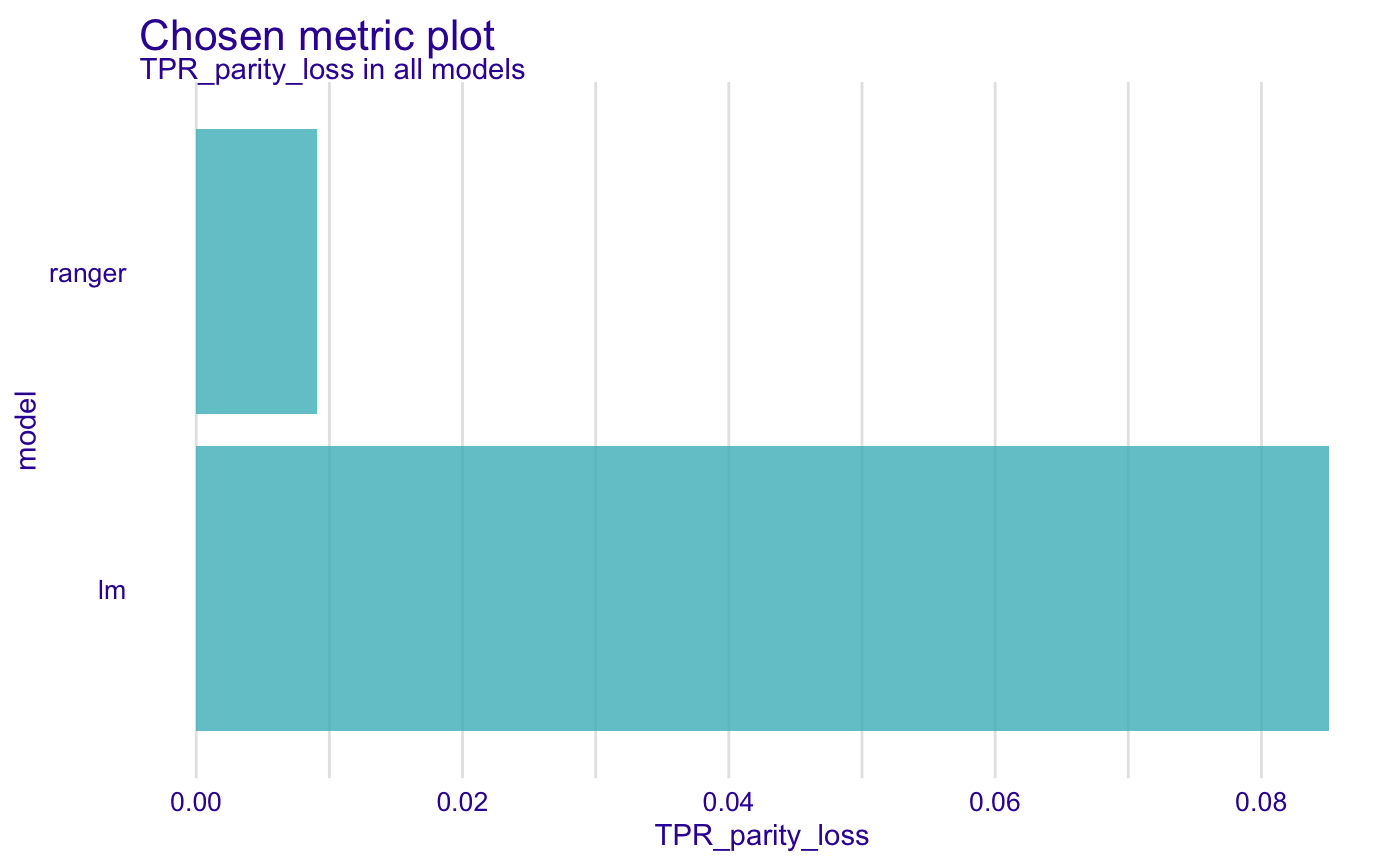 Chosen metric plot
TPR_parity_loss in all models
ranger
model
lm
0.00 0.02 0.04 0.06 0.08
TPR_parity_loss